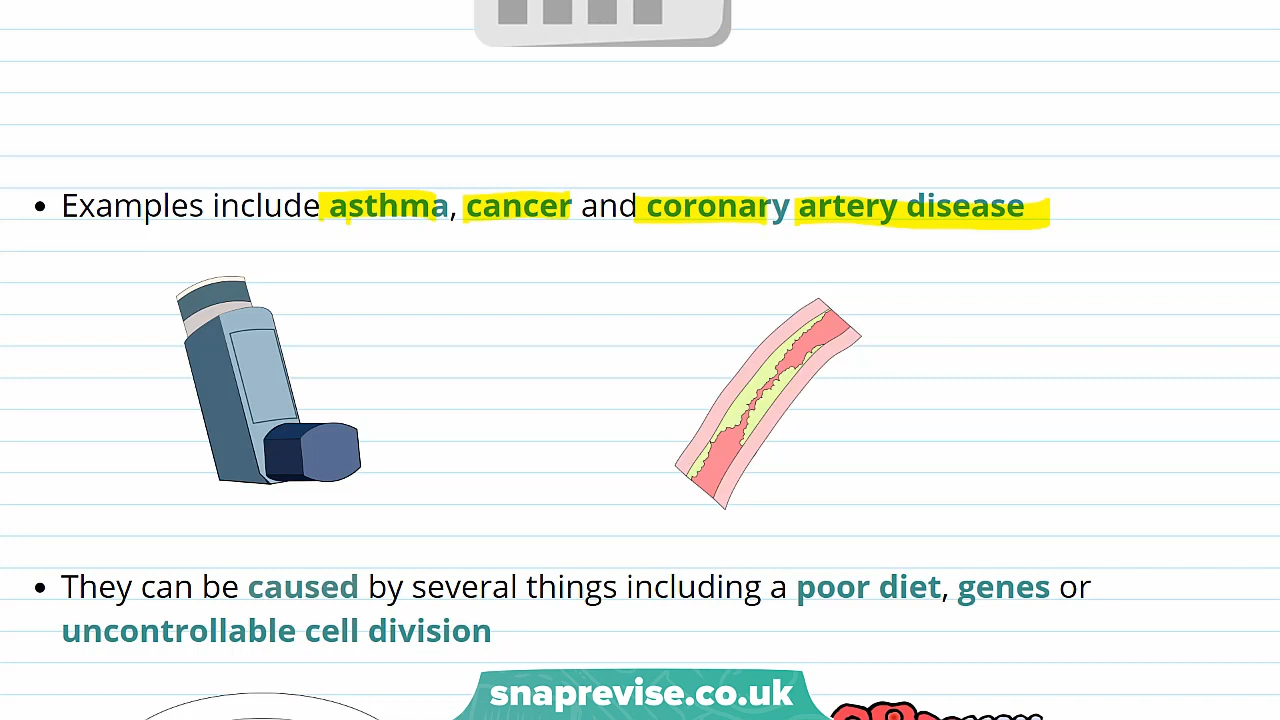 Examples include asthma, cancer and coronary artery disease
They can be caused by several things including a poor diet, genes or
uncontrollable cell division
snaprevise.co.uk